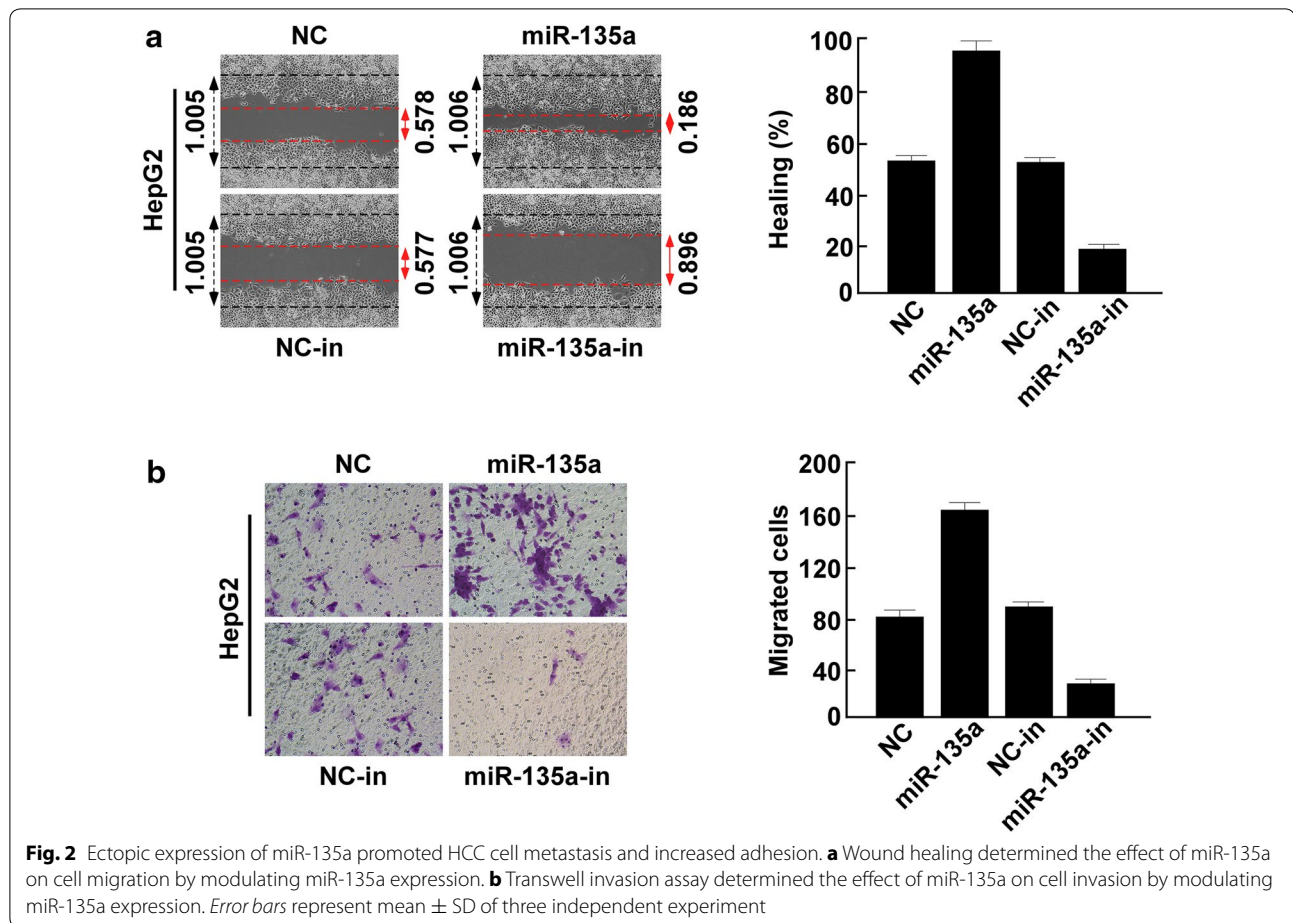 a
NC
miR-135a
HepG2
1.005
0.578
1.006
0.186
1.005
0.577
1.006
0.896
NC-in
miR-135a-in
Healing (%)
100
80
60
40
20
0
NC
miR-135a
NC-in
miR-135a-in
b
NC
miR-135a
HepG2
NC-in
miR-135a-in
Migrated cells
200
160
120
80
40
0
NC
miR-135a
NC-in
miR-135a-in
Fig. 2 Ectopic expression of miR-135a promoted HCC cell metastasis and increased adhesion. a Wound healing determined the effect of miR-135a
on cell migration by modulating miR-135a expression. b Transwell invasion assay determined the effect of miR-135a on cell invasion by modulating
miR-135a expression. Error bars represent mean ± SD of three independent experiment